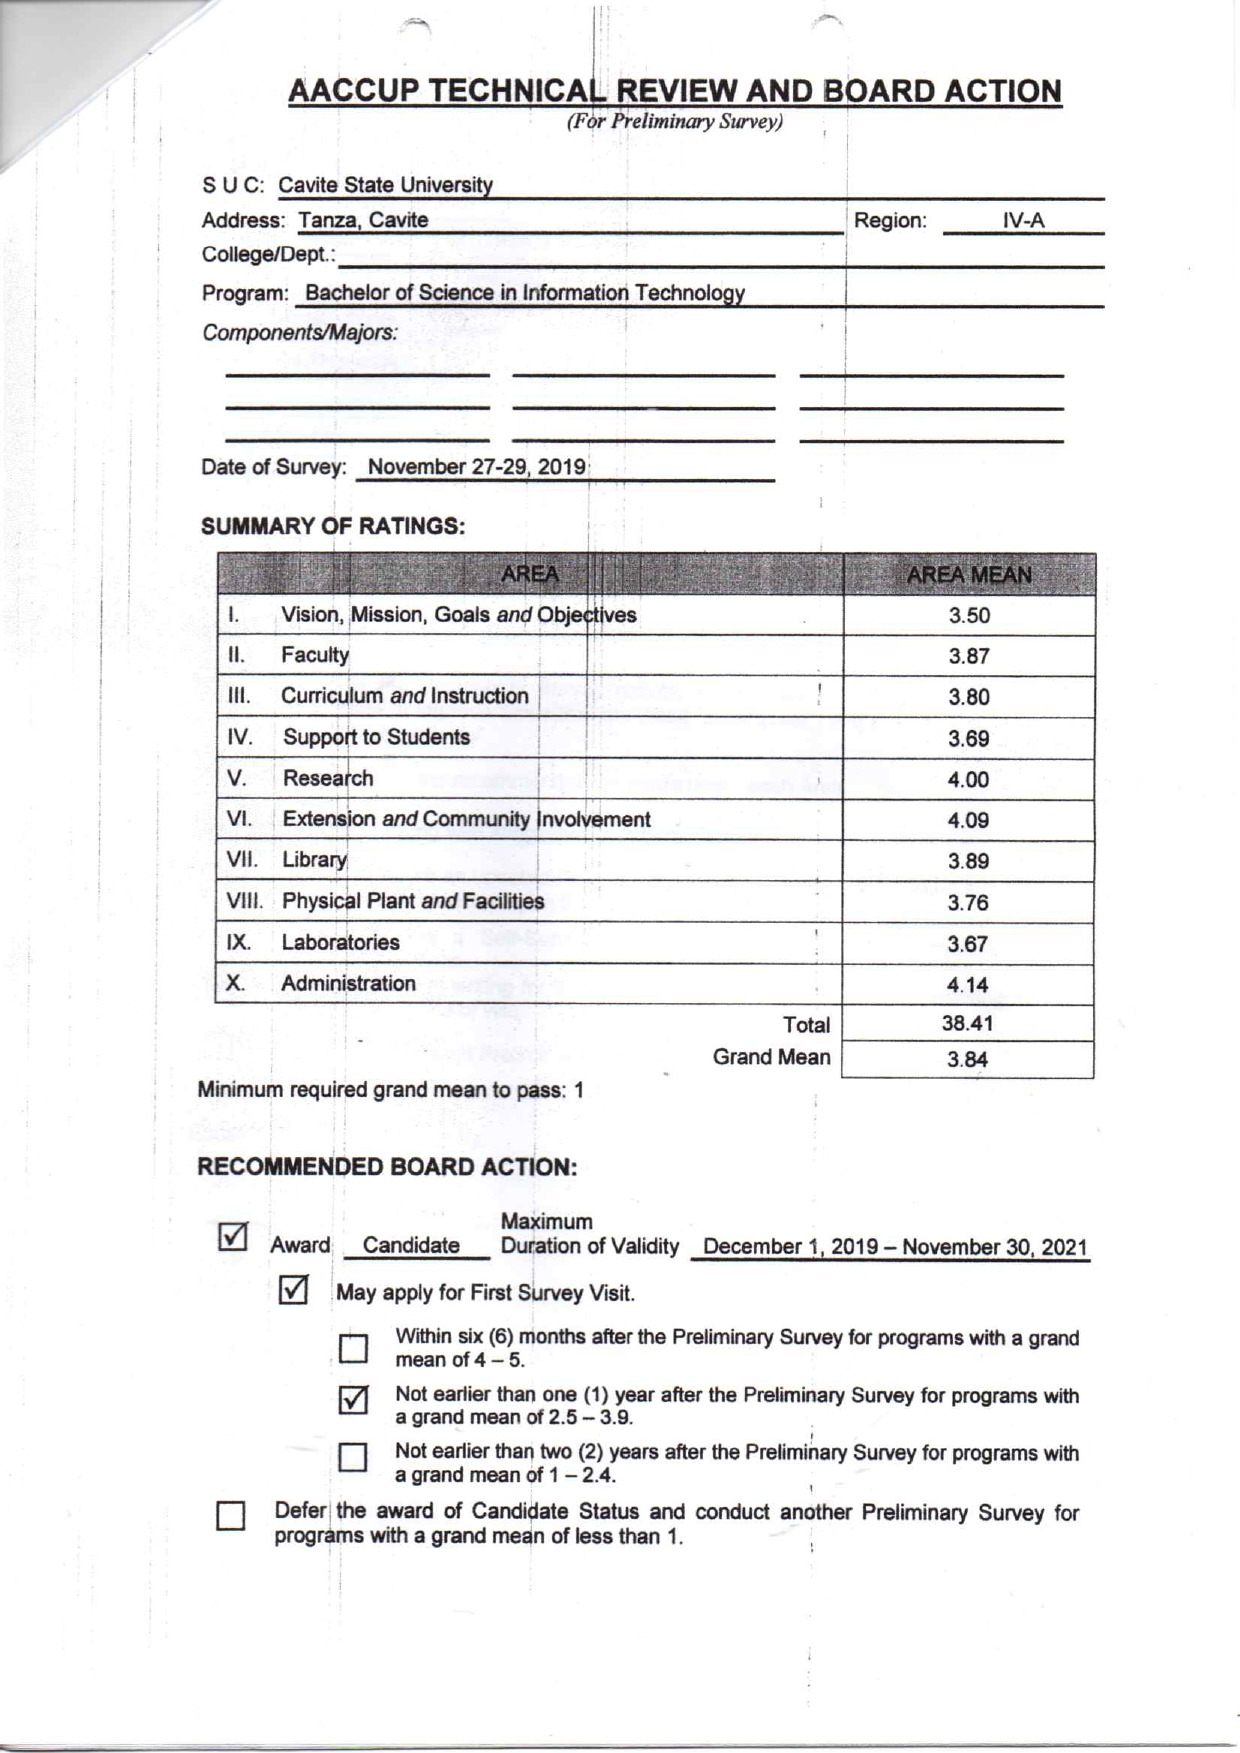 AACCUP TECHNICAL REVIEW AND BOARD ACTION
(For Preliminary Survey)
S U C: Cavite State University
Address: Tanza, Cavite Region: IV-A
College/Dept.:
Program: Bachelor of Science in Information Technology
Components/Majors:
Date of Survey: November 27-29, 2019
SUMMARY OF RATINGS:
AREA AREA MEAN
I. Vision, Mission, Goals and Objectives 3.50
II. Faculty 3.87
III. Curriculum and Instruction 3.80
IV. Support to Students 3.69
V. Research 4.00
VI. Extension and Community Involvement 4.09
VII. Library 3.89
VIII. Physical Plant and Facilities 3.76
IX. Laboratories 3.67
X. Administration 4.14
Total 38.41
Grand Mean 3.84
Minimum required grand mean to pass: 1
RECOMMENDED BOARD ACTION:
Maximum
Award Candidate Duration of Validity December 1, 2019 – November 30, 2021
May apply for First Survey Visit.
Within six (6) months after the Preliminary Survey for programs with a grand
mean of 4 – 5.
Not earlier than one (1) year after the Preliminary Survey for programs with
a grand mean of 2.5 – 3.9.
Not earlier than two (2) years after the Preliminary Survey for programs with
a grand mean of 1 – 2.4.
Defer the award of Candidate Status and conduct another Preliminary Survey for
programs with a grand mean of less than 1.